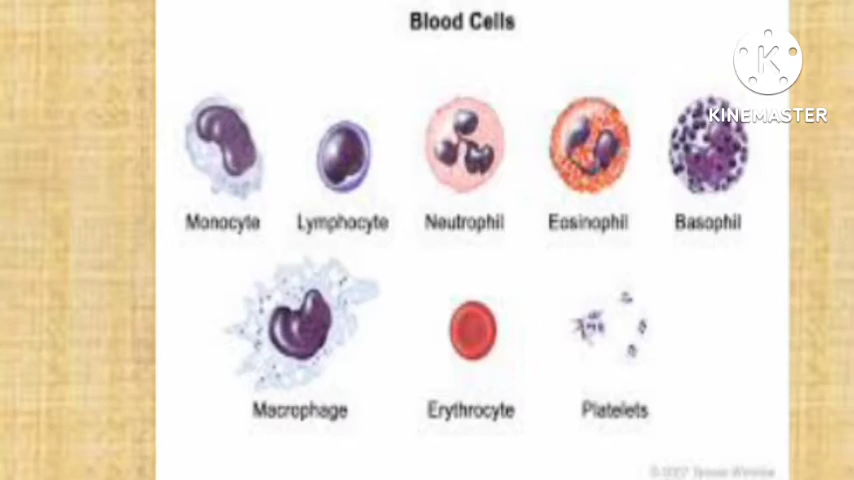 Blood Cells
K
KINEMASTER
Monocyte Lymphocyte Neutrophil Eosinophil Basophil
Macrophage Erythrocyte Platelets